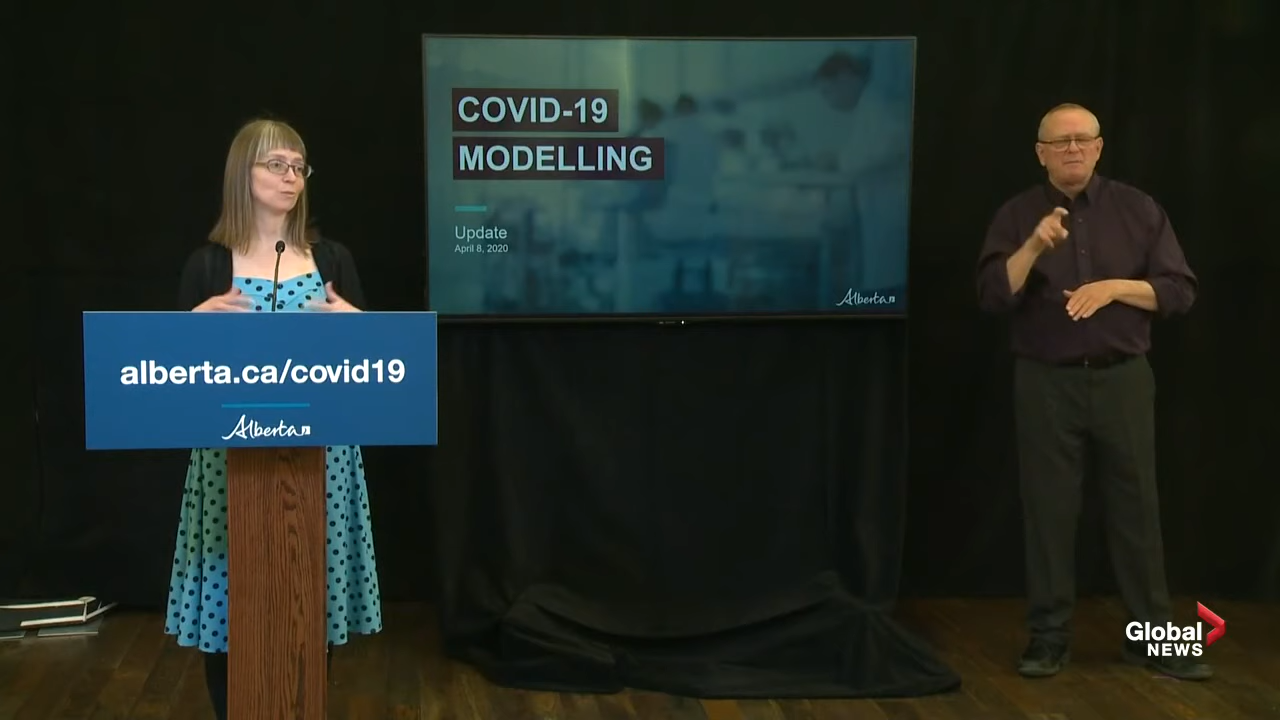 COVID-19
MODELLING
Update
April 8, 2020
Alberta
alberta.ca/covid19
Alberta
Global
NEWS